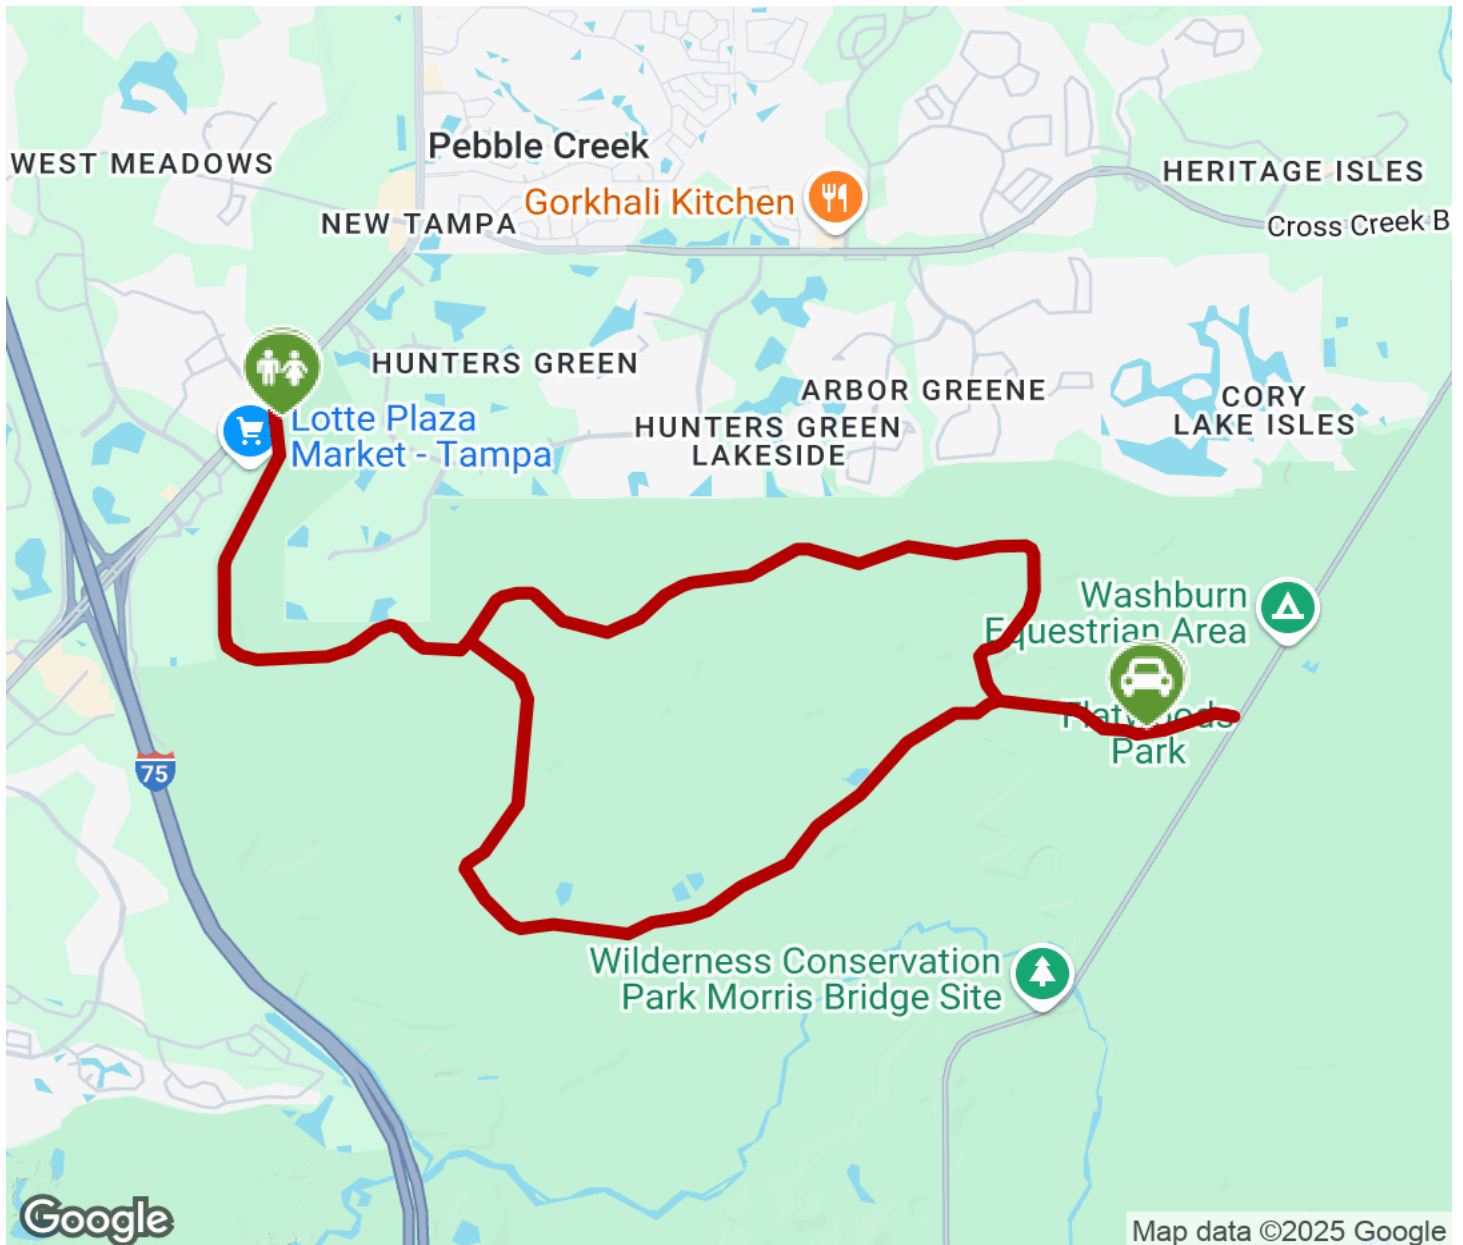 Pebble Creek
WEST MEADOWS
HERITAGE ISLES
Gorkhali Kitchen
NEW TAMPA
Cross Creek B
HUNTERS GREEN
ARBOR GREENE
CORY
LAKE ISLES
Lotte Plaza
Market - Tampa
HUNTERS GREEN
LAKESIDE
Washburn
Equestrian Area
Flatwoods
Park
75
Wilderness Conservation
Park Morris Bridge Site
Google
Map data ©2025 Google